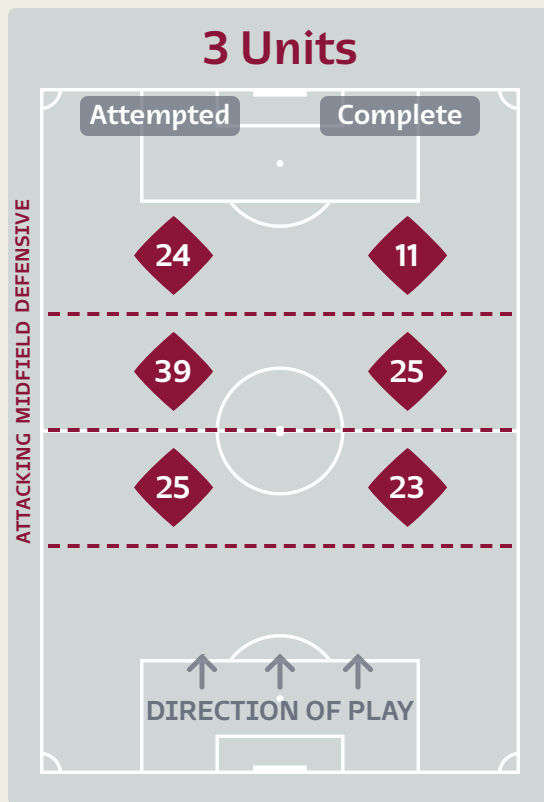 3 Units
Attempted Complete
ATTACKING MIDFIELD DEFENSIVE
24 11
39 25
25 23
DIRECTION OF PLAY